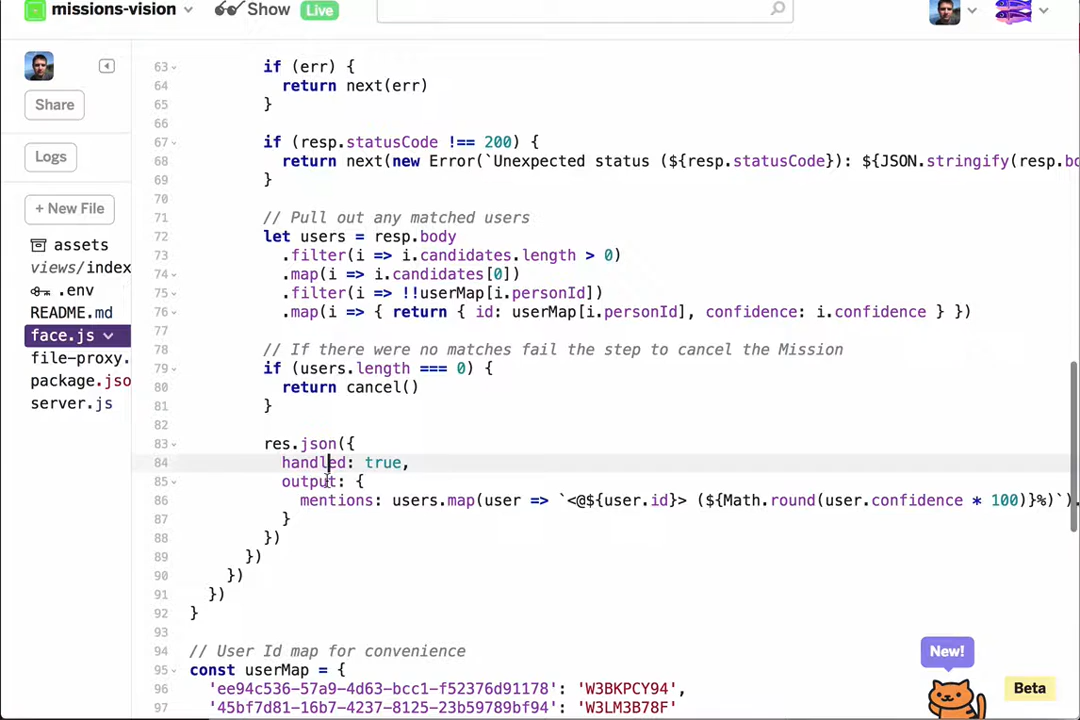 missions-vision
Show
Live
Share
Logs
+ New File
assets
views/index
.env
README.md
face.js
file-proxy.
package.jso
server.js
63 if (err) {
64 return next(err)
65 }
66
67 if (resp.statusCode !== 200) {
68 return next(new Error(`Unexpected status (${resp.statusCode}): ${JSON.stringify(resp.bo
69 }
70
71 // Pull out any matched users
72 let users = resp.body
73 .filter(i => i.candidates.length > 0)
74 .map(i => i.candidates[0])
75 .filter(i => !!userMap[i.personId])
76 .map(i => { return { id: userMap[i.personId], confidence: i.confidence } })
77
78 // If there were no matches fail the step to cancel the Mission
79 if (users.length === 0) {
80 return cancel()
81 }
82
83 res.json({
84 handled: true,
85 output: {
86 mentions: users.map(user => `<@${user.id}> (${Math.round(user.confidence * 100)}%)`).
87 }
88 })
89 })
90 })
91 })
92 }
93
94 // User Id map for convenience
95 const userMap = {
96 'ee94c536-57a9-4d63-bcc1-f52376d91178': 'W3BKPCY94',
97 '45bf7d81-16b7-4237-8125-23b59789bf94': 'W3LM3B78F'
New!
Beta